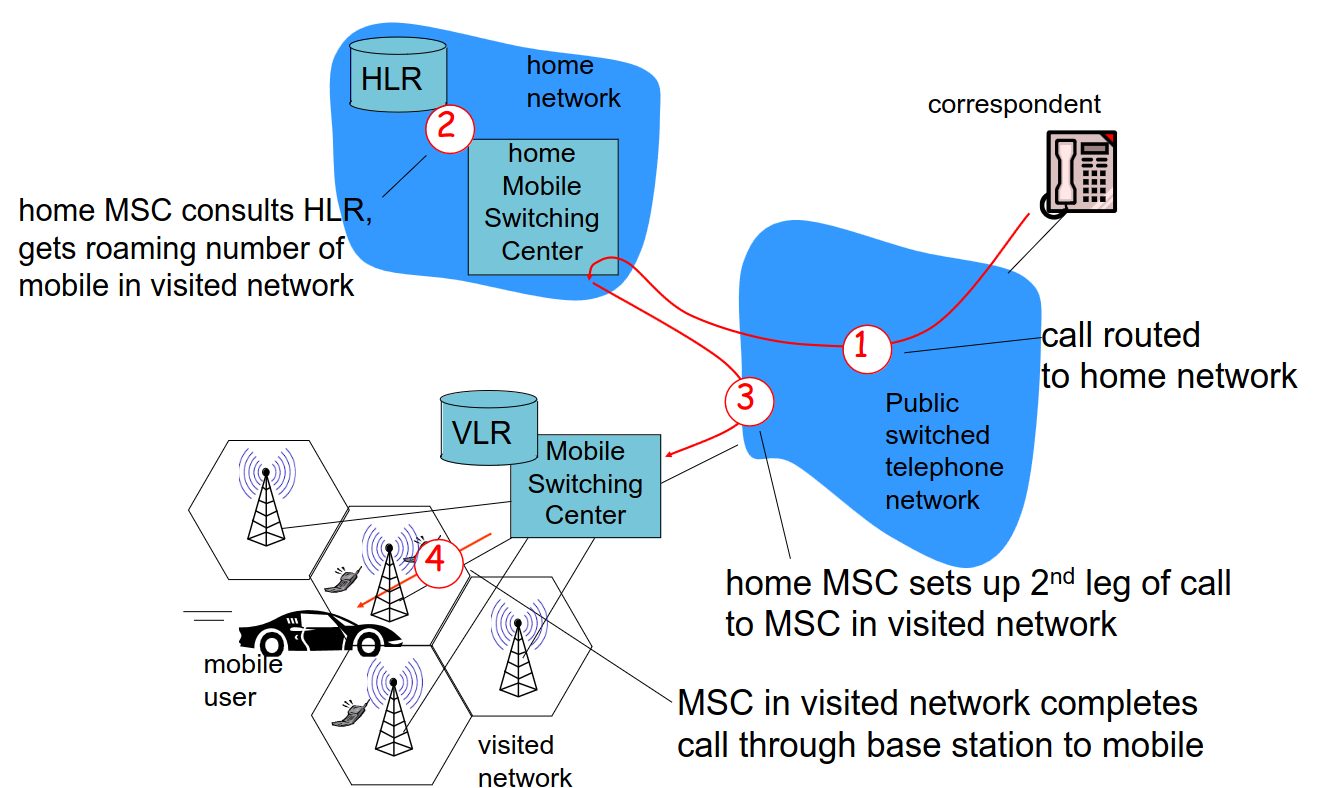 HLR
home
network
2
home
Mobile
Switching
Center
correspondent
home MSC consults HLR,
gets roaming number of
mobile in visited network
1
call routed
to home network
3
Public
switched
telephone
network
VLR
Mobile
Switching
Center
4
home MSC sets up 2nd leg of call
to MSC in visited network
mobile
user
MSC in visited network completes
call through base station to mobile
visited
network